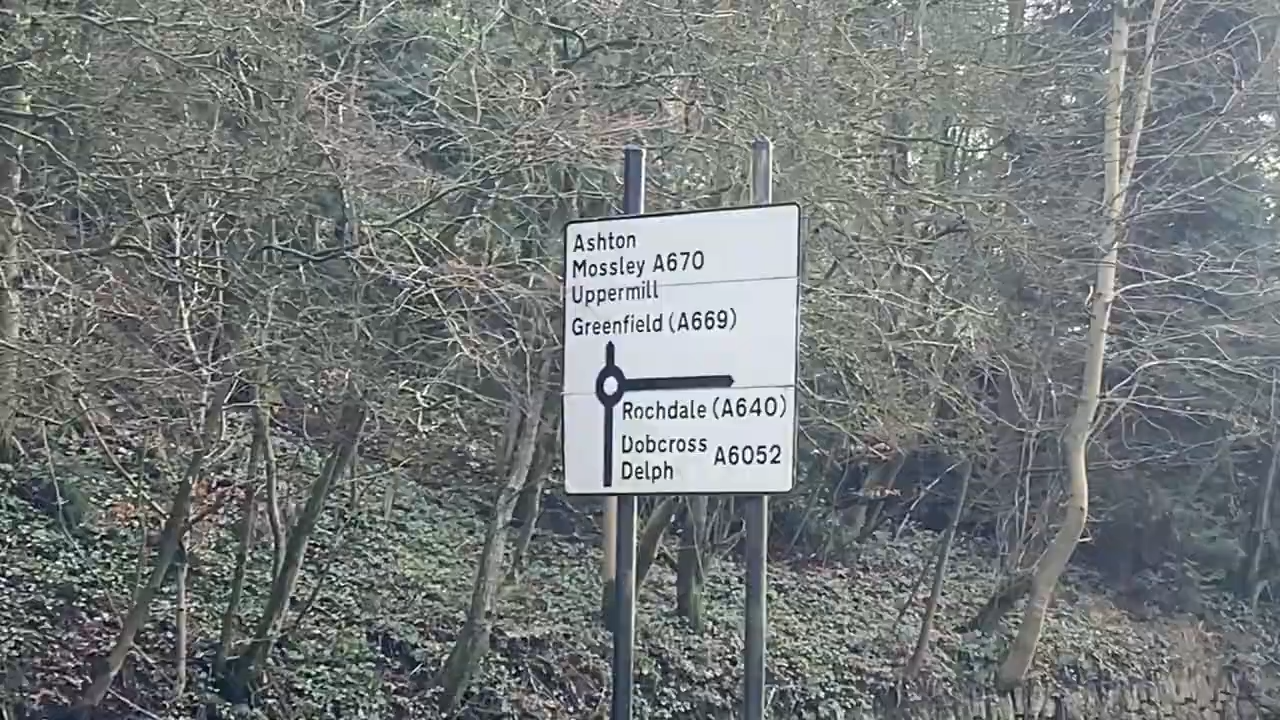 Ashton
Mossley A670
Uppermill
Greenfield (A669)
Rochdale (A640)
Dobcross
Delph A6052